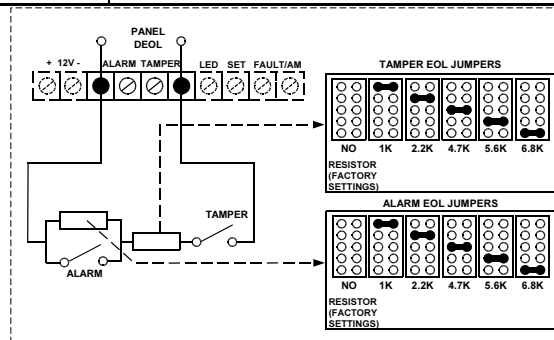 PANEL
DEOL
+ 12V - ALARM TAMPER LED SET FAULT/AM
TAMPER EOL JUMPERS
NO 1K 2.2K 4.7K 5.6K 6.8K
RESISTOR
(FACTORY
SETTINGS)
TAMPER
ALARM
ALARM EOL JUMPERS
NO 1K 2.2K 4.7K 5.6K 6.8K
RESISTOR
(FACTORY
SETTINGS)